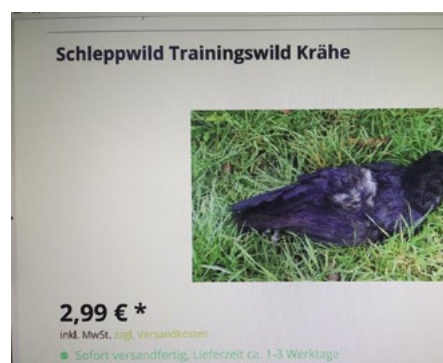 Schleppwild Trainingswild Krähe
2,99 € *
inkl. MwSt. zzgl. Versandkosten
Sofort versandfertig, Lieferzeit ca. 1-3 Werktage